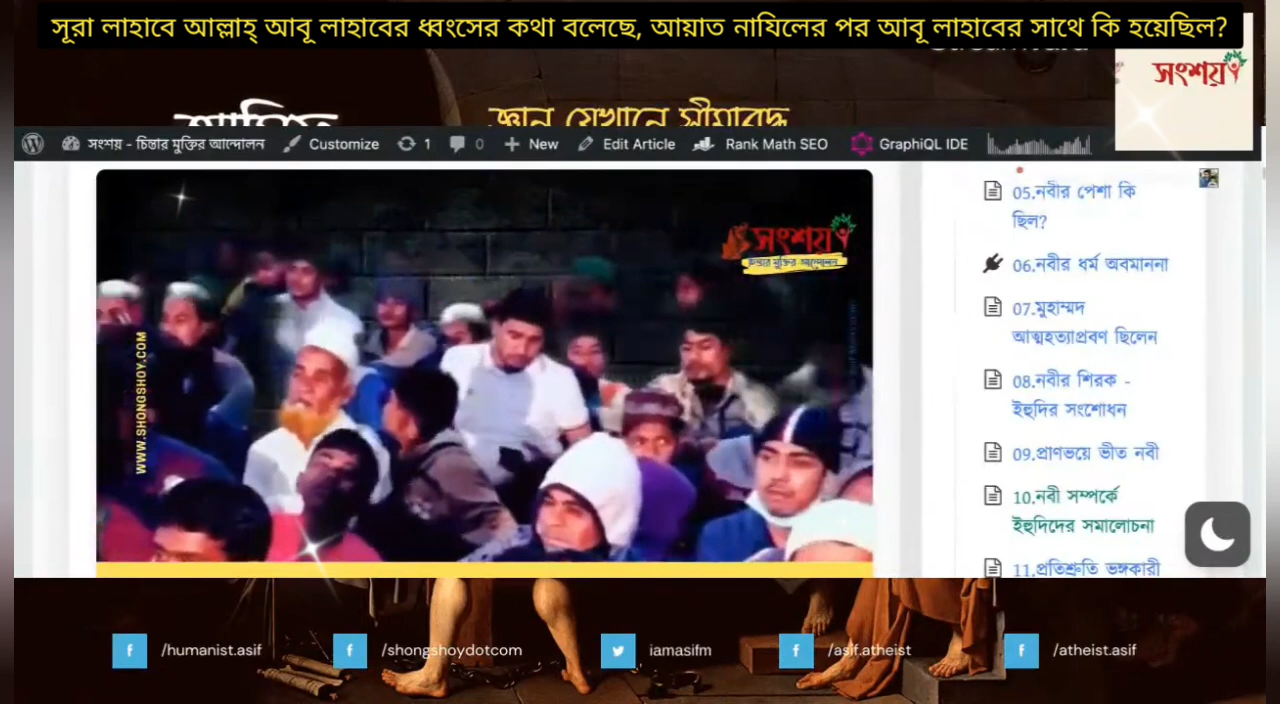 সূরা লাহাবে আল্লাহ্ আবূ লাহাবের ধ্বংসের কথা বলেছে, আয়াত নাযিলের পর আবূ লাহাবের সাথে কি হয়েছিল?
সংশয়
জ্ঞান যেখানে সীমাবদ্ধ
সংশয় - চিন্তার মুক্তির আন্দোলন Customize 1 0 New Edit Article Rank Math SEO GraphiQL IDE
সংশয়
চিন্তার মুক্তির আন্দোলন
WWW.SHONGSHOY.COM
05.নবীর পেশা কি
ছিল?
06.নবীর ধর্ম অবমাননা
07.মুহাম্মদ
আত্মহত্যাপ্রবণ ছিলেন
08.নবীর শিরক -
ইহুদির সংশোধন
09.প্রাণভয়ে ভীত নবী
10.নবী সম্পর্কে
ইহুদিদের সমালোচনা
11.প্রতিশ্রুতি ভঙ্গকারী
/humanist.asif /shongshoydotcom iamasifm /asif.atheist /atheist.asif